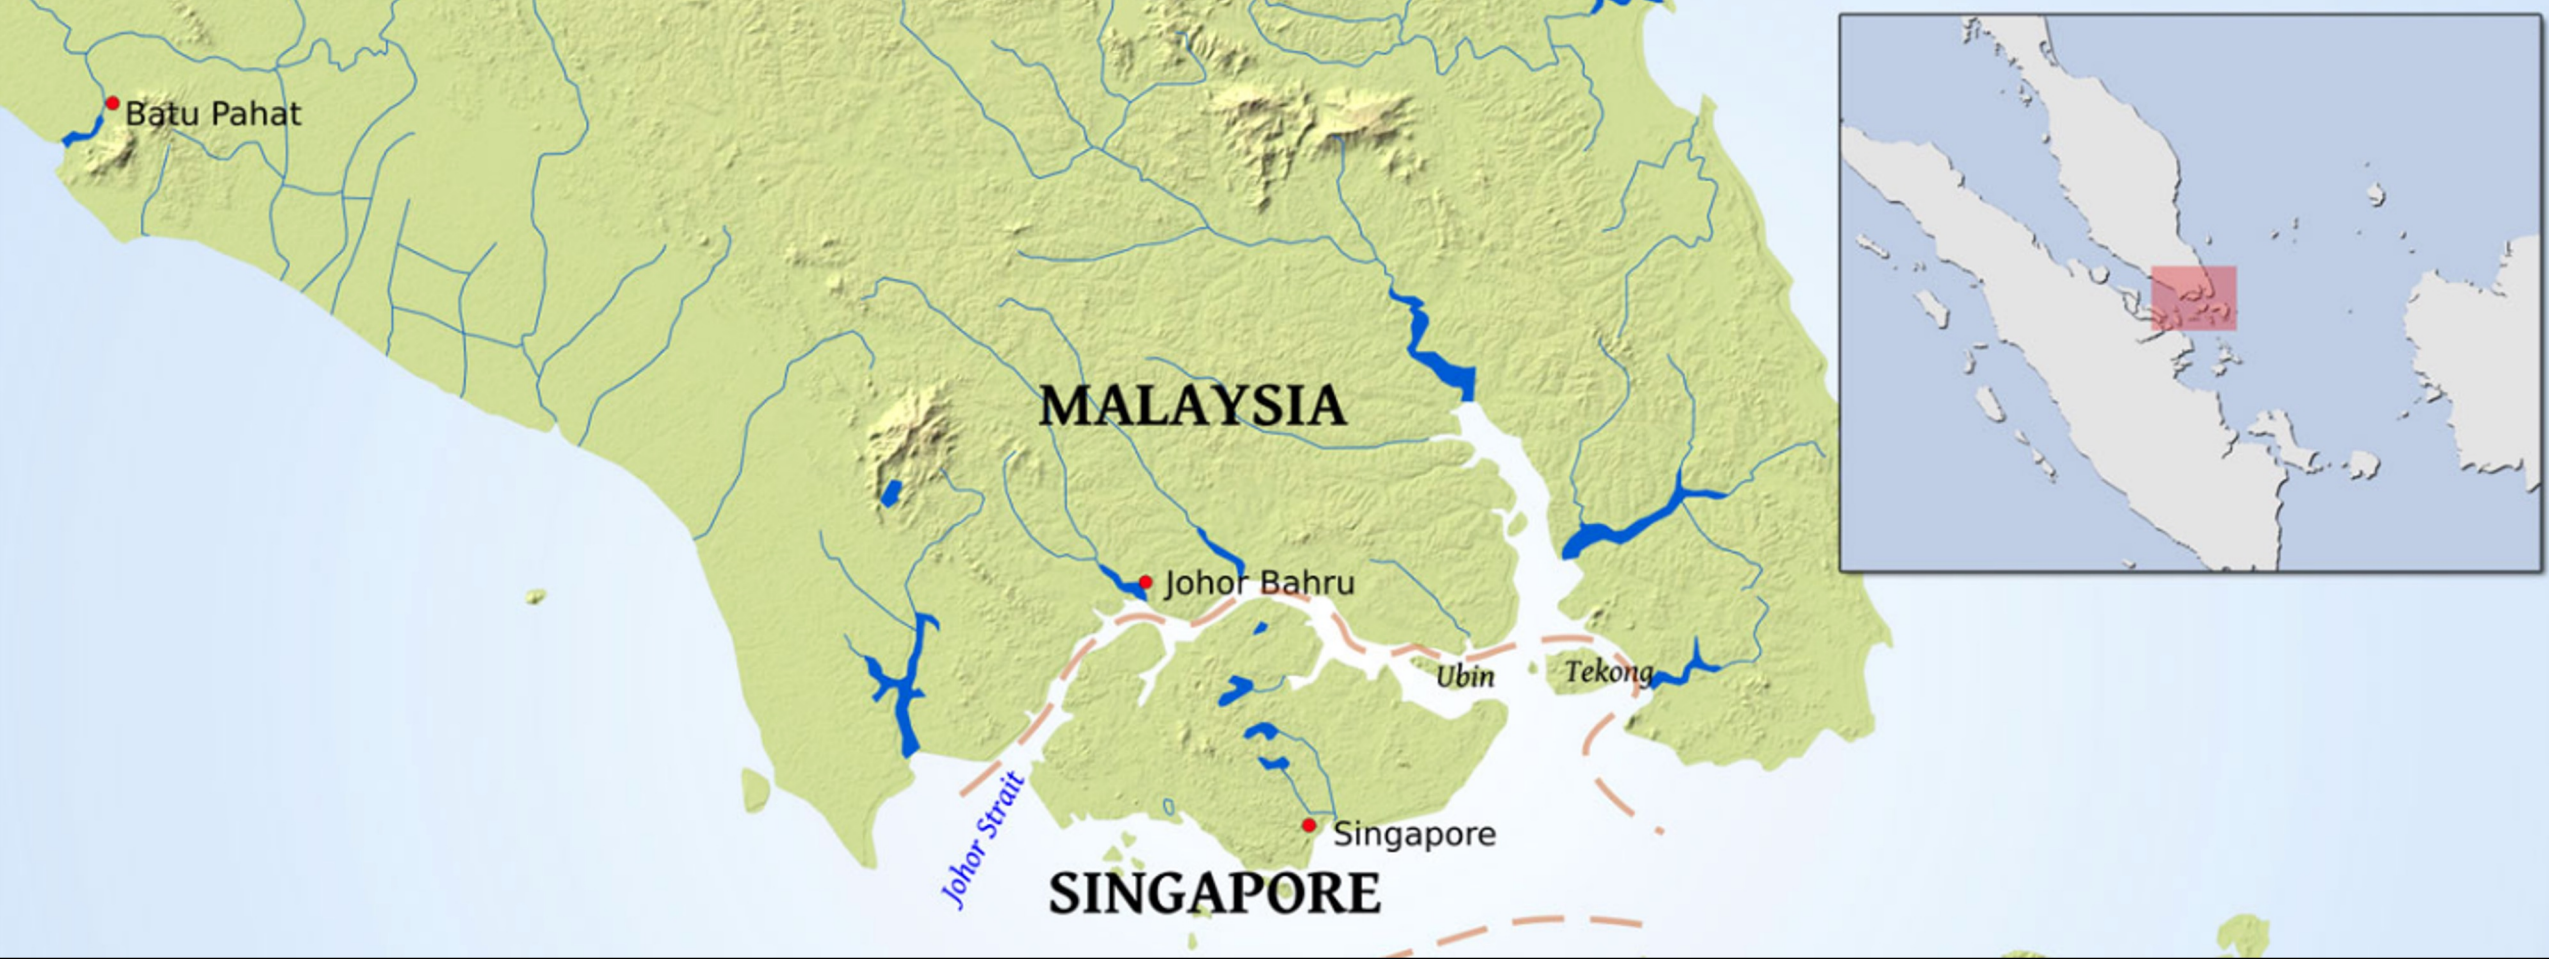 Batu Pahat
MALAYSIA
Johor Bahru
Ubin
Tekong
Johor Strait
Singapore
SINGAPORE